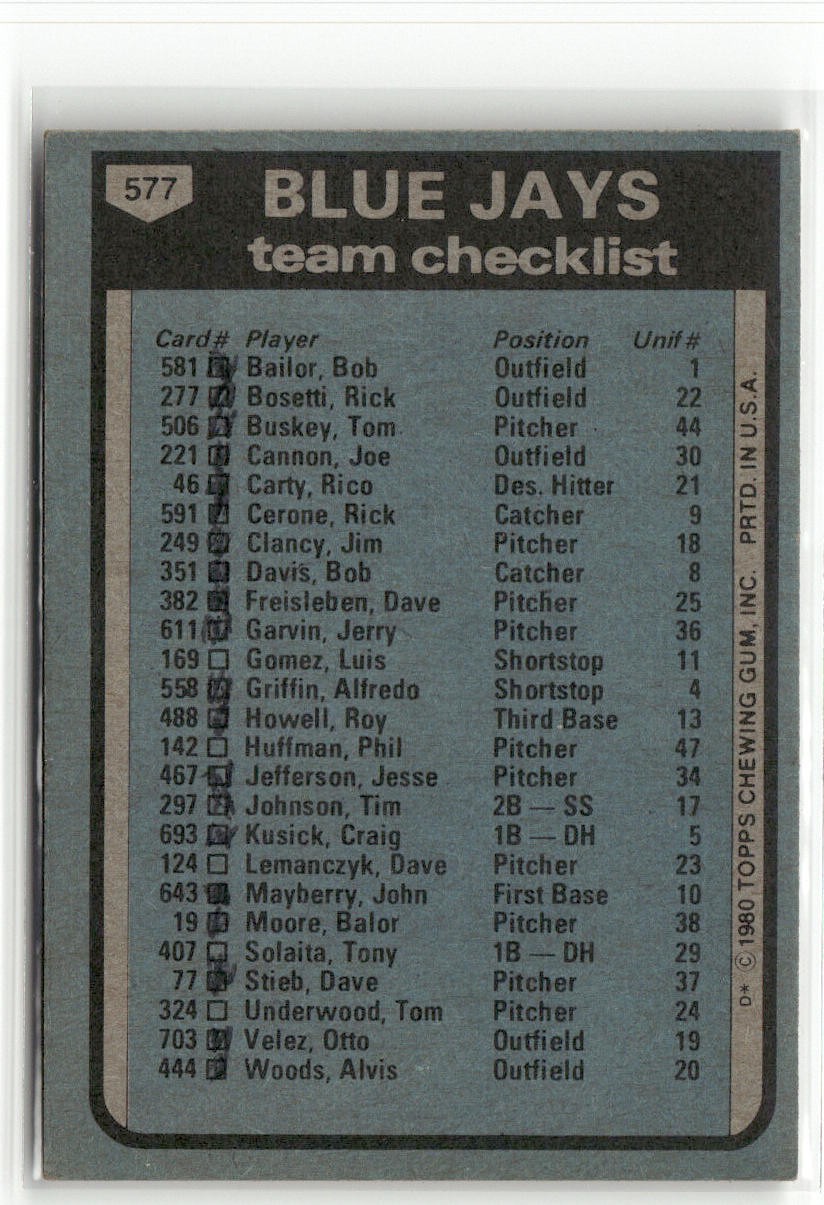 577
BLUE JAYS
team checklist
Card# Player Position Unif#
581 Bailor, Bob Outfield 1
277 Bosetti, Rick Outfield 22
506 Buskey, Tom Pitcher 44
221 Cannon, Joe Outfield 30
46 Carty, Rico Des. Hitter 21
591 Cerone, Rick Catcher 9
249 Clancy, Jim Pitcher 18
351 Davis, Bob Catcher 8
382 Freisleben, Dave Pitcher 25
611 Garvin, Jerry Pitcher 36
169 Gomez, Luis Shortstop 11
558 Griffin, Alfredo Shortstop 4
488 Howell, Roy Third Base 13
142 Huffman, Phil Pitcher 47
467 Jefferson, Jesse Pitcher 34
297 Johnson, Tim 2B — SS 17
693 Kusick, Craig 1B — DH 5
124 Lemanczyk, Dave Pitcher 23
643 Mayberry, John First Base 10
19 Moore, Balor Pitcher 38
407 Solaita, Tony 1B — DH 29
77 Stieb, Dave Pitcher 37
324 Underwood, Tom Pitcher 24
703 Velez, Otto Outfield 19
444 Woods, Alvis Outfield 20
D* © 1980 TOPPS CHEWING GUM, INC. PRTD. IN U.S.A.